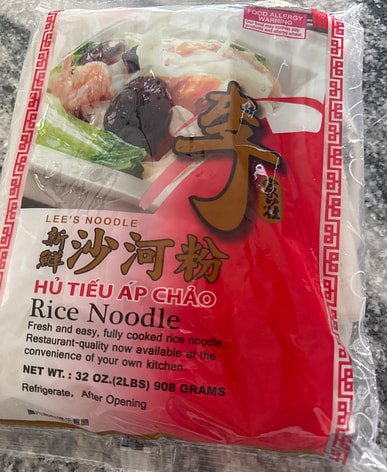 FOOD ALLERGY
WARNING
李
LEE'S NOODLE
新鮮
沙河粉
HỦ TIẾU ÁP CHẢO
Rice Noodle
Fresh and easy, fully cooked rice noodle.
Restaurant-quality now available at the
convenience of your own kitchen.
NET WT. : 32 OZ.(2LBS) 908 GRAMS
Refrigerate, After Opening